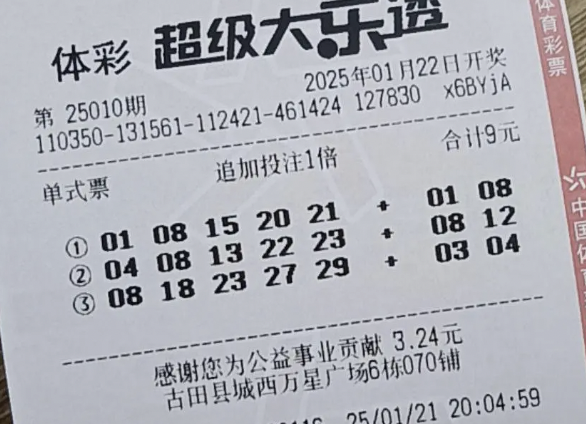 体彩 超级大乐透
第 25010期 2025年01月22日开奖
110350-131561-112421-461424 127830 x6BYjA
单式票 追加投注1倍 合计9元
① 01 08 15 20 21 + 01 08
② 04 08 13 22 23 + 08 12
③ 08 18 23 27 29 + 03 04
感谢您为公益事业贡献 3.24元
古田县城西万星广场6栋070铺
25/01/21 20:04:59
体育彩票
中国体